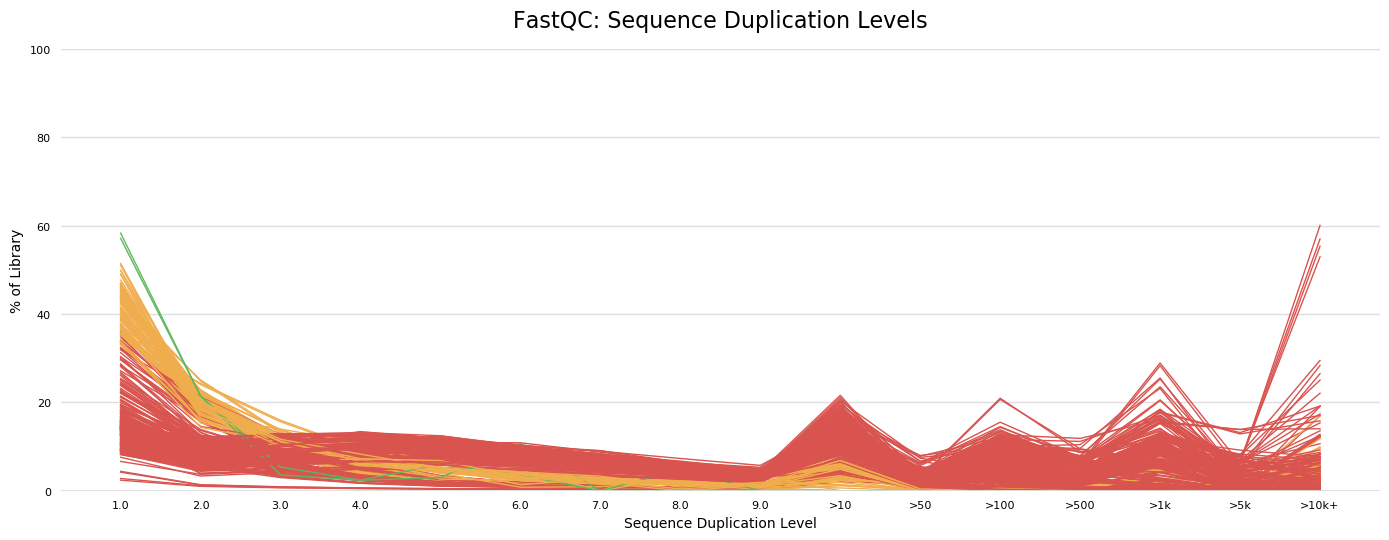 FastQC: Sequence Duplication Levels
100
80
60
40
20
0
% of Library
1.0 2.0 3.0 4.0 5.0 6.0 7.0 8.0 9.0 >10 >50 >100 >500 >1k >5k >10k+
Sequence Duplication Level